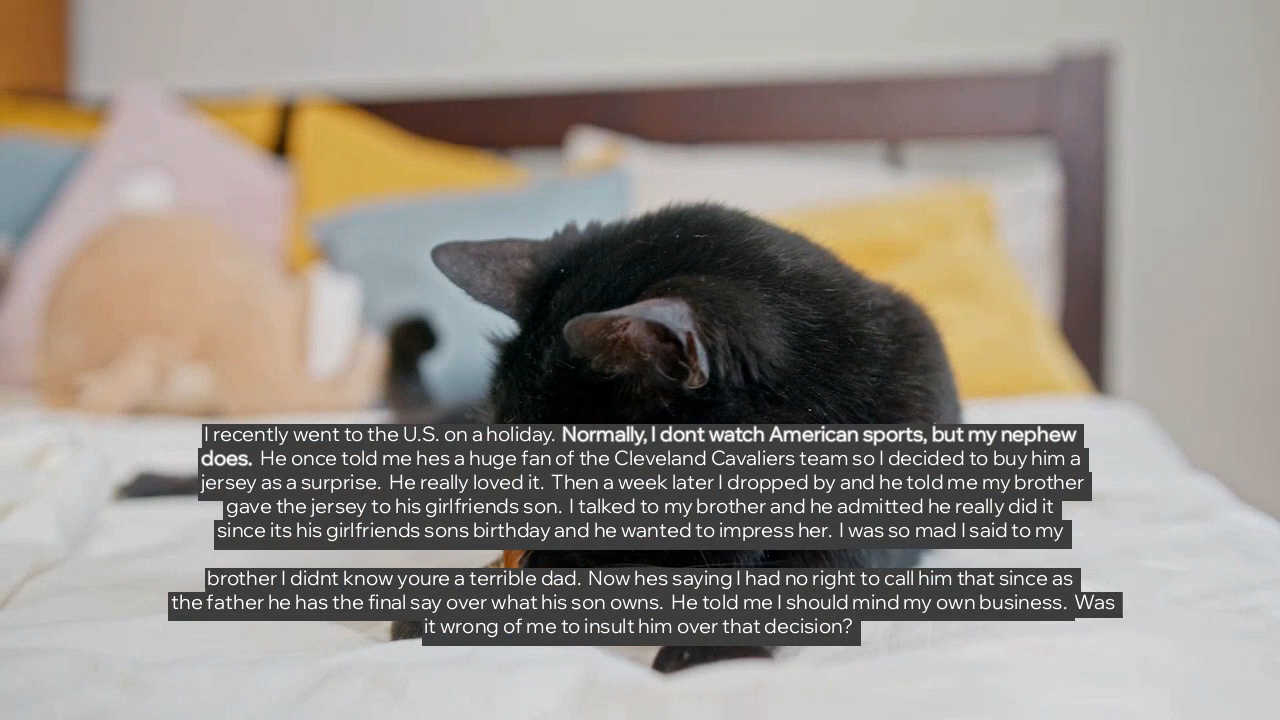 I recently went to the U.S. on a holiday. Normally, I dont watch American sports, but my nephew
does. He once told me hes a huge fan of the Cleveland Cavaliers team so I decided to buy him a
jersey as a surprise. He really loved it. Then a week later I dropped by and he told me my brother
gave the jersey to his girlfriends son. I talked to my brother and he admitted he really did it
since its his girlfriends sons birthday and he wanted to impress her. I was so mad I said to my
brother I didnt know youre a terrible dad. Now hes saying I had no right to call him that since as
the father he has the final say over what his son owns. He told me I should mind my own business. Was
it wrong of me to insult him over that decision?